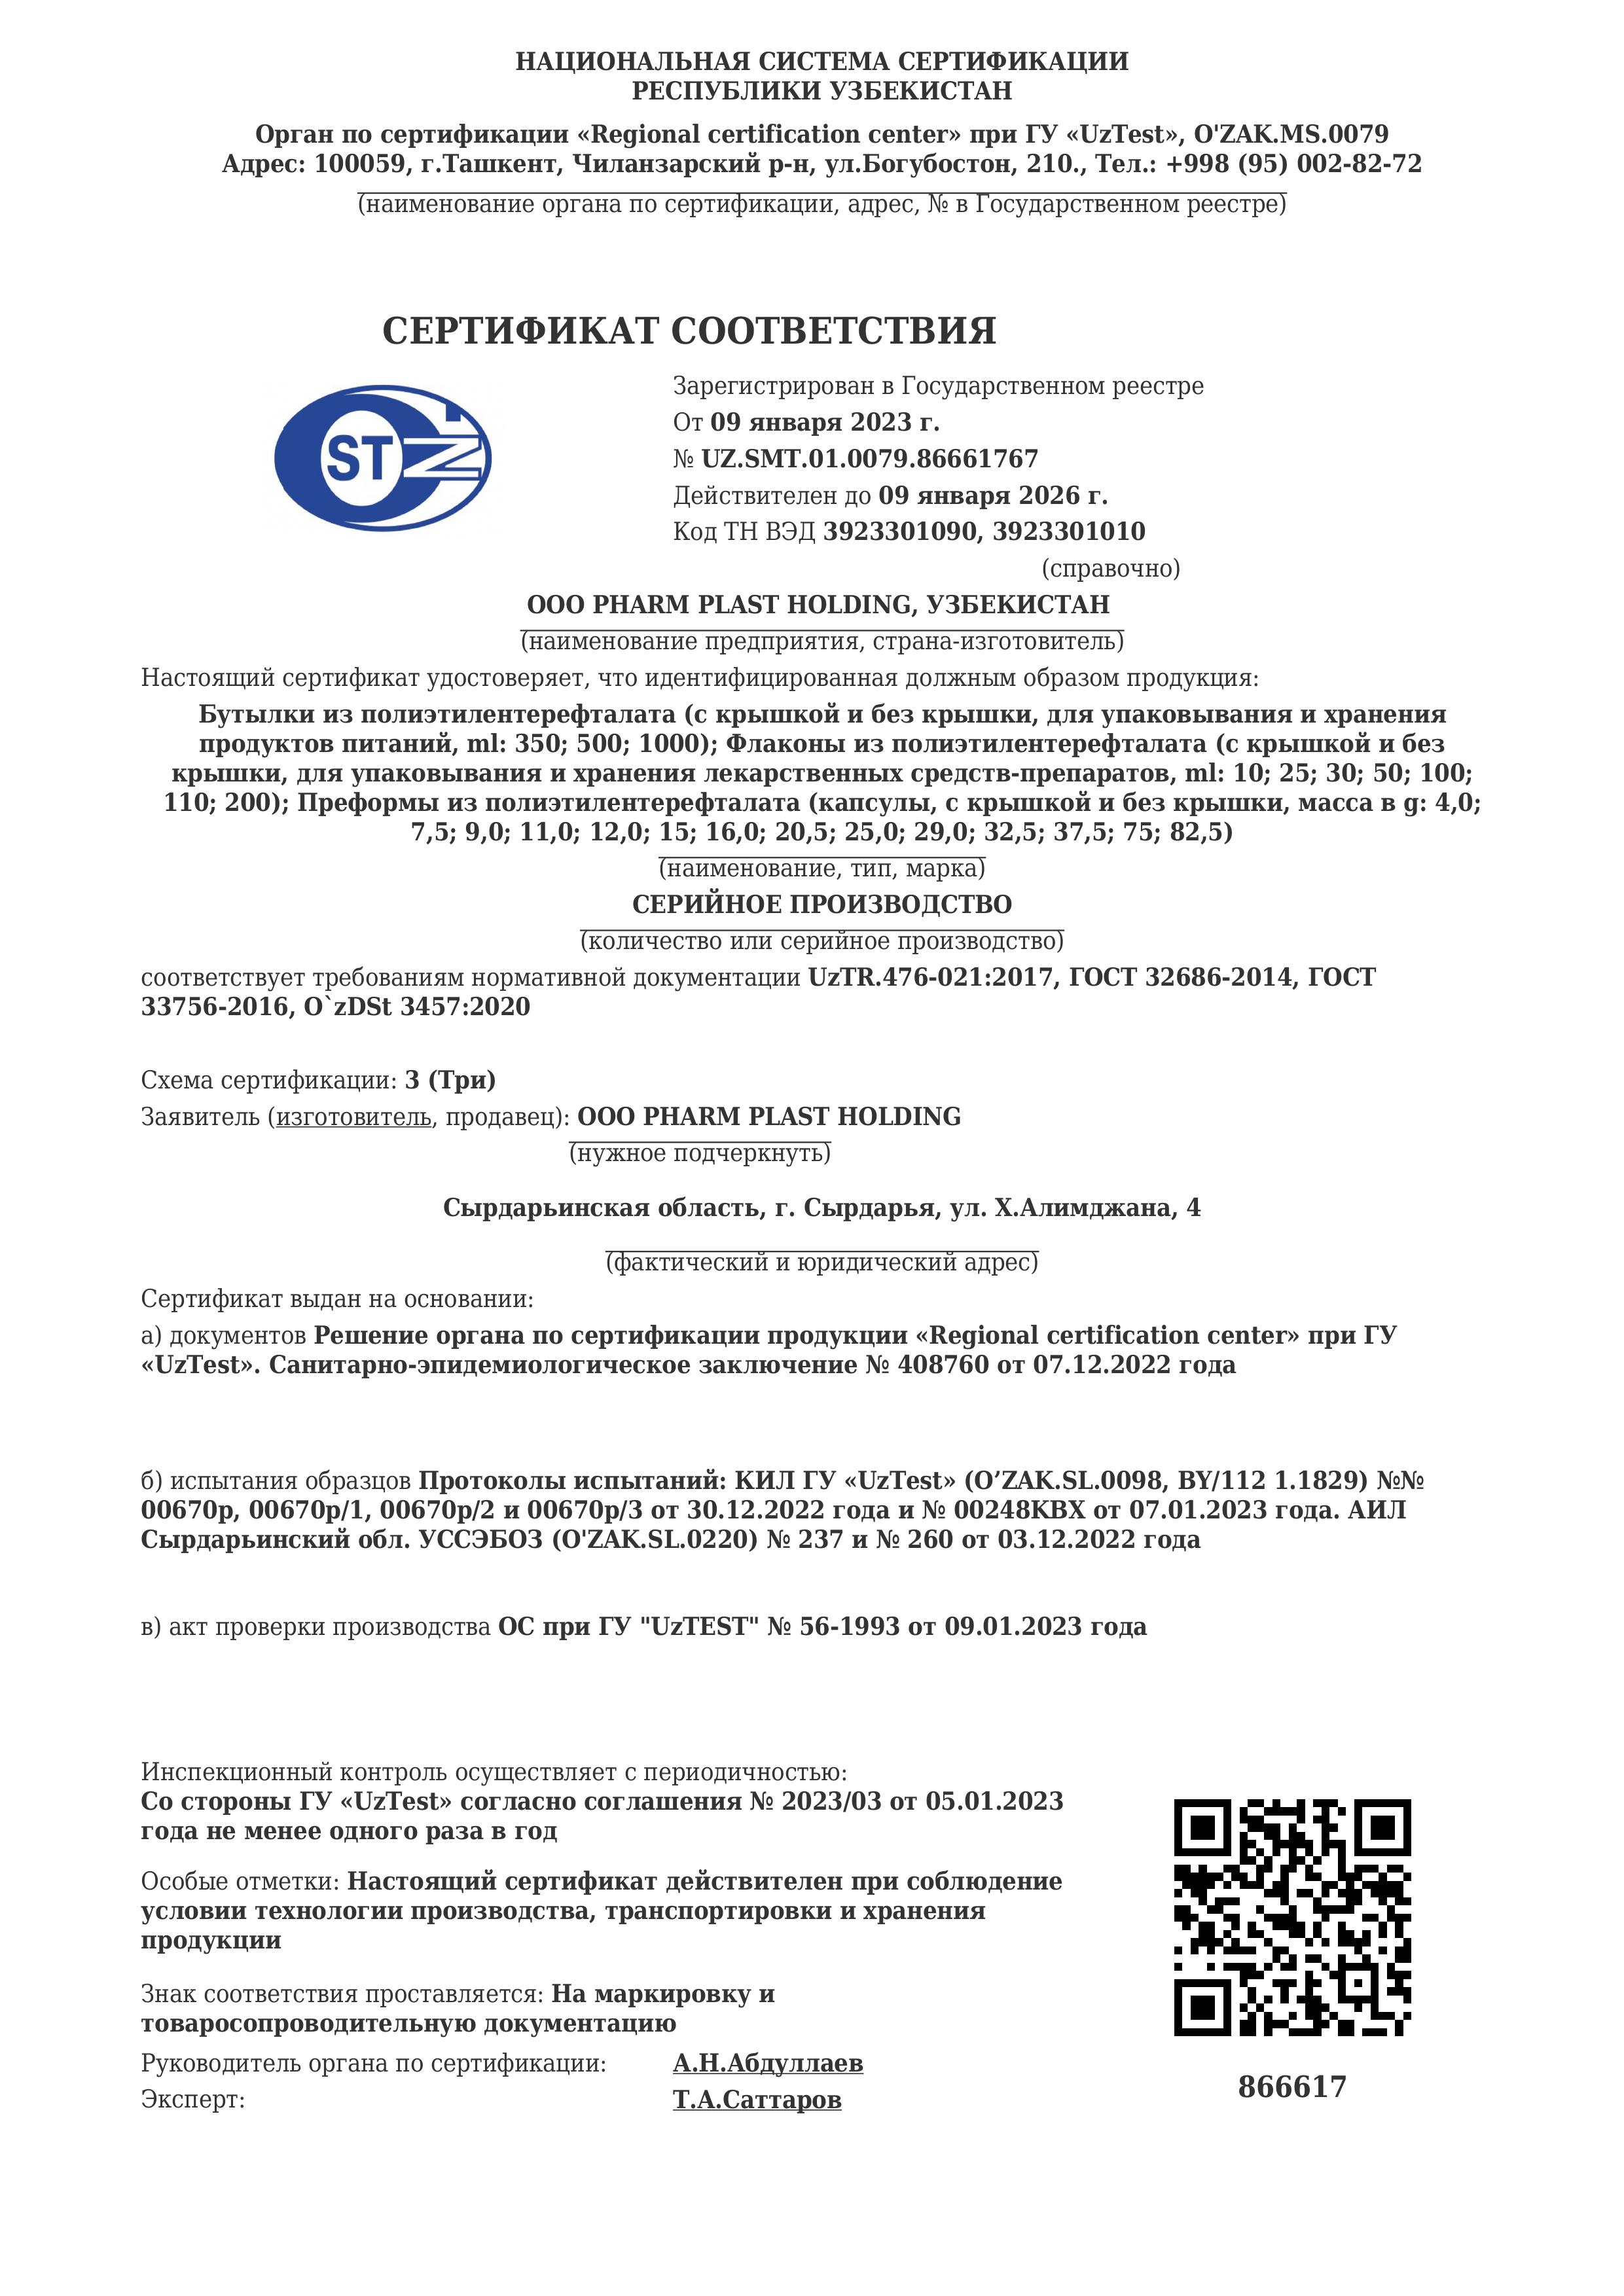 НАЦИОНАЛЬНАЯ СИСТЕМА СЕРТИФИКАЦИИ
РЕСПУБЛИКИ УЗБЕКИСТАН
Орган по сертификации «Regional certification center» при ГУ «UzTest», O'ZAK.MS.0079
Адрес: 100059, г.Ташкент, Чиланзарский р-н, ул.Богубостон, 210., Тел.: +998 (95) 002-82-72
(наименование органа по сертификации, адрес, № в Государственном реестре)
СЕРТИФИКАТ СООТВЕТСТВИЯ
ST
Зарегистрирован в Государственном реестре
От 09 января 2023 г.
№ UZ.SMT.01.0079.86661767
Действителен до 09 января 2026 г.
Код ТН ВЭД 3923301090, 3923301010
(справочно)
ООО PHARM PLAST HOLDING, УЗБЕКИСТАН
(наименование предприятия, страна-изготовитель)
Настоящий сертификат удостоверяет, что идентифицированная должным образом продукция:
Бутылки из полиэтилентерефталата (с крышкой и без крышки, для упаковывания и хранения
продуктов питаний, ml: 350; 500; 1000); Флаконы из полиэтилентерефталата (с крышкой и без
крышки, для упаковывания и хранения лекарственных средств-препаратов, ml: 10; 25; 30; 50; 100;
110; 200); Преформы из полиэтилентерефталата (капсулы, с крышкой и без крышки, масса в g: 4,0;
7,5; 9,0; 11,0; 12,0; 15; 16,0; 20,5; 25,0; 29,0; 32,5; 37,5; 75; 82,5)
(наименование, тип, марка)
СЕРИЙНОЕ ПРОИЗВОДСТВО
(количество или серийное производство)
соответствует требованиям нормативной документации UzTR.476-021:2017, ГОСТ 32686-2014, ГОСТ
33756-2016, O`zDSt 3457:2020
Схема сертификации: 3 (Три)
Заявитель (изготовитель, продавец): ООО PHARM PLAST HOLDING
(нужное подчеркнуть)
Сырдарьинская область, г. Сырдарья, ул. Х.Алимджана, 4
(фактический и юридический адрес)
Сертификат выдан на основании:
а) документов Решение органа по сертификации продукции «Regional certification center» при ГУ
«UzTest». Санитарно-эпидемиологическое заключение № 408760 от 07.12.2022 года
б) испытания образцов Протоколы испытаний: КИЛ ГУ «UzTest» (O’ZAK.SL.0098, BY/112 1.1829) №№
00670р, 00670р/1, 00670р/2 и 00670р/3 от 30.12.2022 года и № 00248KBX от 07.01.2023 года. АИЛ
Сырдарьинский обл. УССЭБОЗ (O'ZAK.SL.0220) № 237 и № 260 от 03.12.2022 года
в) акт проверки производства ОС при ГУ "UzTEST" № 56-1993 от 09.01.2023 года
Инспекционный контроль осуществляет с периодичностью:
Со стороны ГУ «UzTest» согласно соглашения № 2023/03 от 05.01.2023
года не менее одного раза в год
Особые отметки: Настоящий сертификат действителен при соблюдение
условии технологии производства, транспортировки и хранения
продукции
Знак соответствия проставляется: На маркировку и
товаросопроводительную документацию
Руководитель органа по сертификации: А.Н.Абдуллаев
Эксперт: Т.А.Саттаров
866617